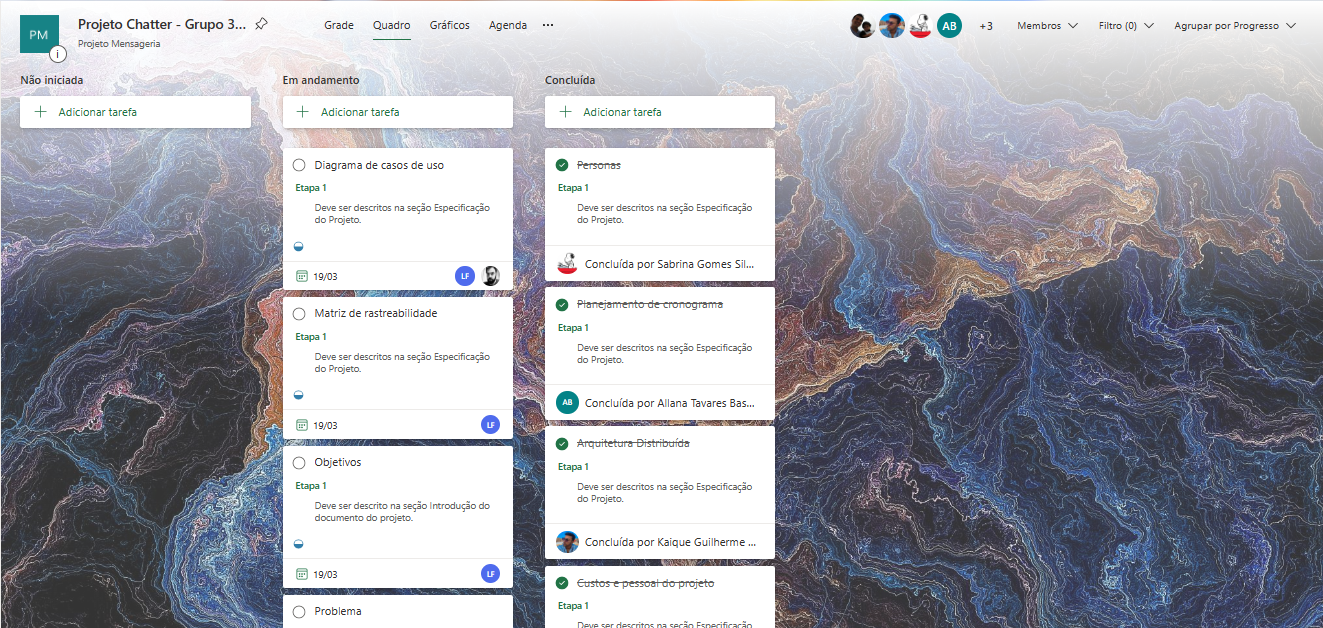 PM
Projeto Chatter - Grupo 3...
Projeto Mensageria
i
Grade
Quadro
Gráficos
Agenda
...
AB
+3
Membros
Filtro (0)
Agrupar por Progresso
Não iniciada
Adicionar tarefa
Em andamento
Adicionar tarefa
Diagrama de casos de uso
Etapa 1
Deve ser descritos na seção Especificação
do Projeto.
19/03
LF
Matriz de rastreabilidade
Etapa 1
Deve ser descritos na seção Especificação
do Projeto.
19/03
LF
Objetivos
Etapa 1
Deve ser descrito na seção Introdução do
documento do projeto.
19/03
LF
Problema
Concluída
Adicionar tarefa
Personas
Etapa 1
Deve ser descritos na seção Especificação
do Projeto.
Concluída por Sabrina Gomes Sil...
Planejamento de cronograma
Etapa 1
Deve ser descritos na seção Especificação
do Projeto.
AB
Concluída por Allana Tavares Bas...
Arquitetura Distribuída
Etapa 1
Deve ser descritos na seção Especificação
do Projeto.
Concluída por Kaique Guilherme ...
Custos e pessoal do projeto
Etapa 1
Deve ser descritos na seção Especificação